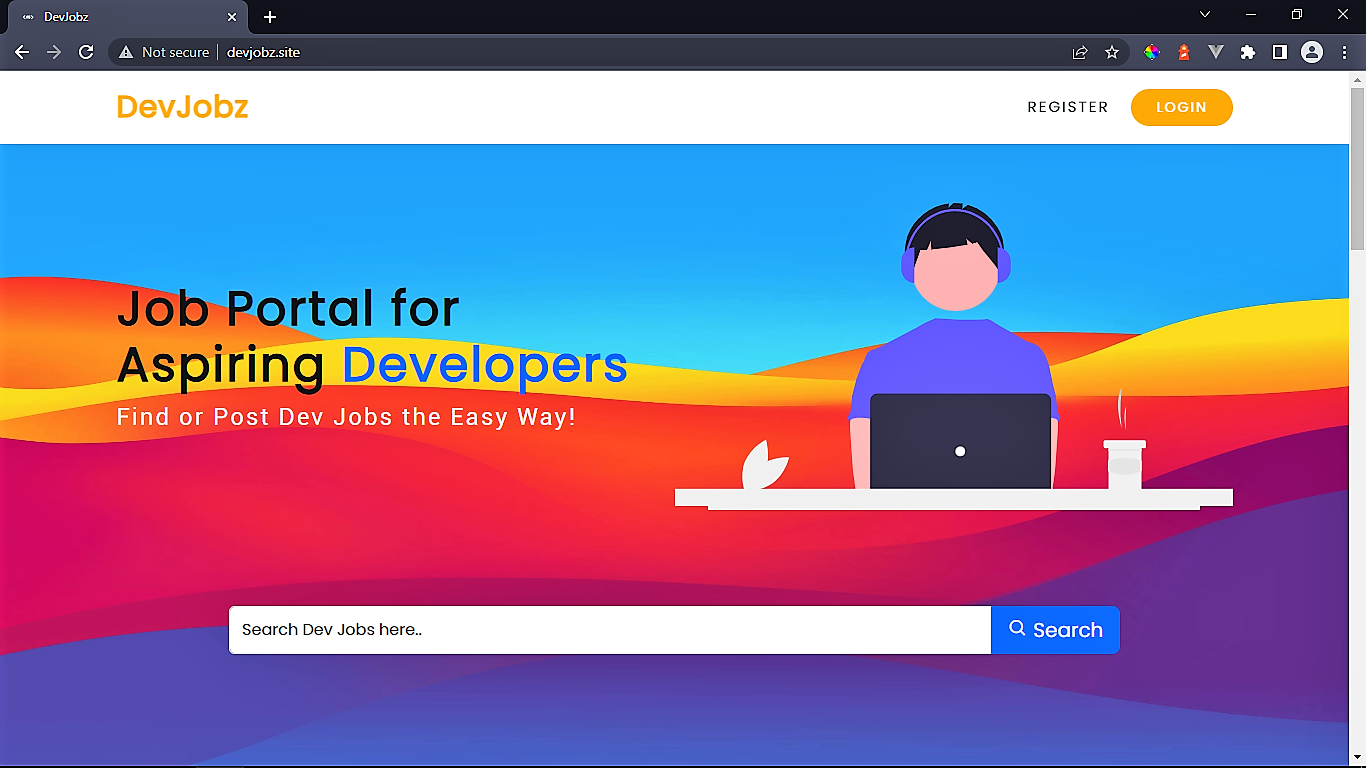 DevJobz
Not secure
devjobz.site
DevJobz
REGISTER
LOGIN
Job Portal for
Aspiring Developers
Find or Post Dev Jobs the Easy Way!
Search Dev Jobs here..
Search